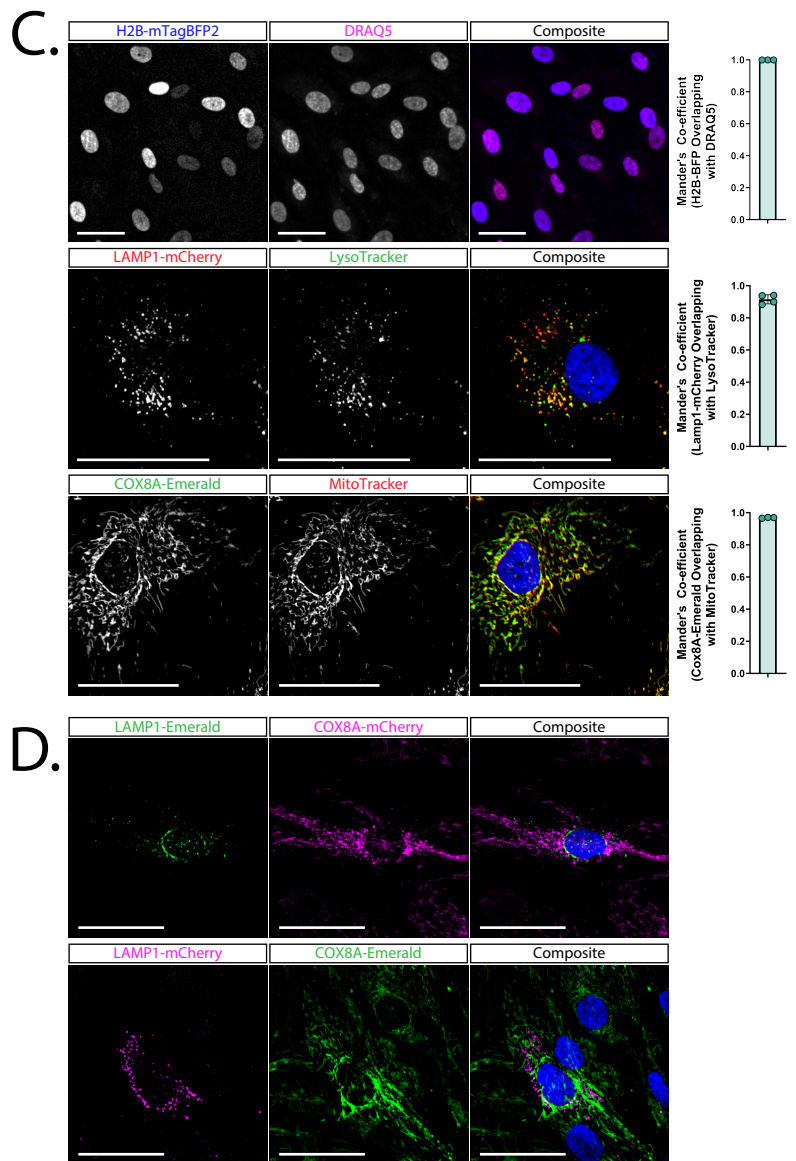 C.
H2B-mTagBFP2
DRAQ5
Composite
Mander's Co-efficient
(H2B-BFP Overlapping
with DRAQ5)
1.0
0.8
0.6
0.4
0.2
0.0
LAMP1-mCherry
LysoTracker
Composite
Mander's Co-efficient
(Lamp1-mCherry Overlapping
with LysoTracker)
1.0
0.8
0.6
0.4
0.2
0.0
COX8A-Emerald
MitoTracker
Composite
Mander's Co-efficient
(Cox8A-Emerald Overlapping
with MitoTracker)
1.0
0.8
0.6
0.4
0.2
0.0
D.
LAMP1-Emerald
COX8A-mCherry
Composite
LAMP1-mCherry
COX8A-Emerald
Composite